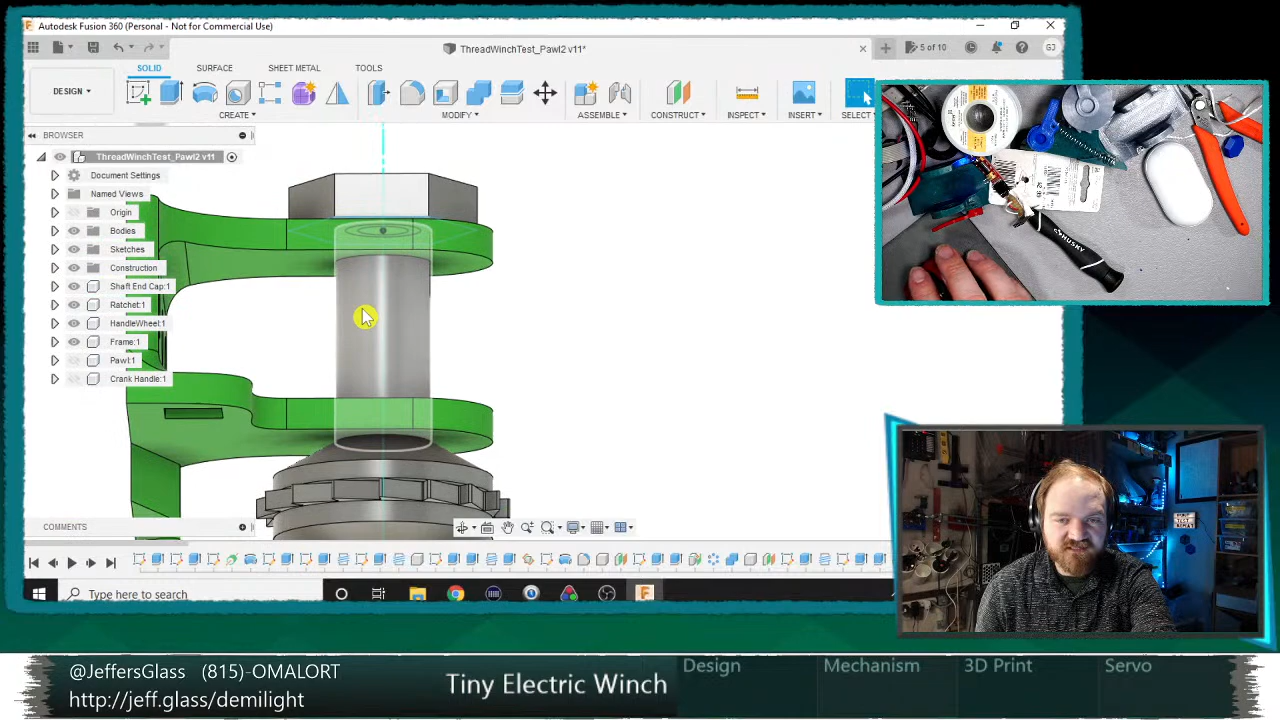 Autodesk Fusion 360 (Personal - Not for Commercial Use)
ThreadWinchTest_Pawl2 v11*
5 of 10
GJ
SOLID
SURFACE
SHEET METAL
TOOLS
DESIGN
CREATE
MODIFY
ASSEMBLE
CONSTRUCT
INSPECT
INSERT
SELECT
BROWSER
ThreadWinchTest_Pawl2 v11
Document Settings
Named Views
Origin
Bodies
Sketches
Construction
Shaft End Cap:1
Ratchet:1
HandleWheel:1
Frame:1
Pawl:1
Crank Handle:1
HUSKY
COMMENTS
Type here to search
@JeffersGlass (815)-OMALORT
http://jeff.glass/demilight
Tiny Electric Winch
Design
Mechanism
3D Print
Servo